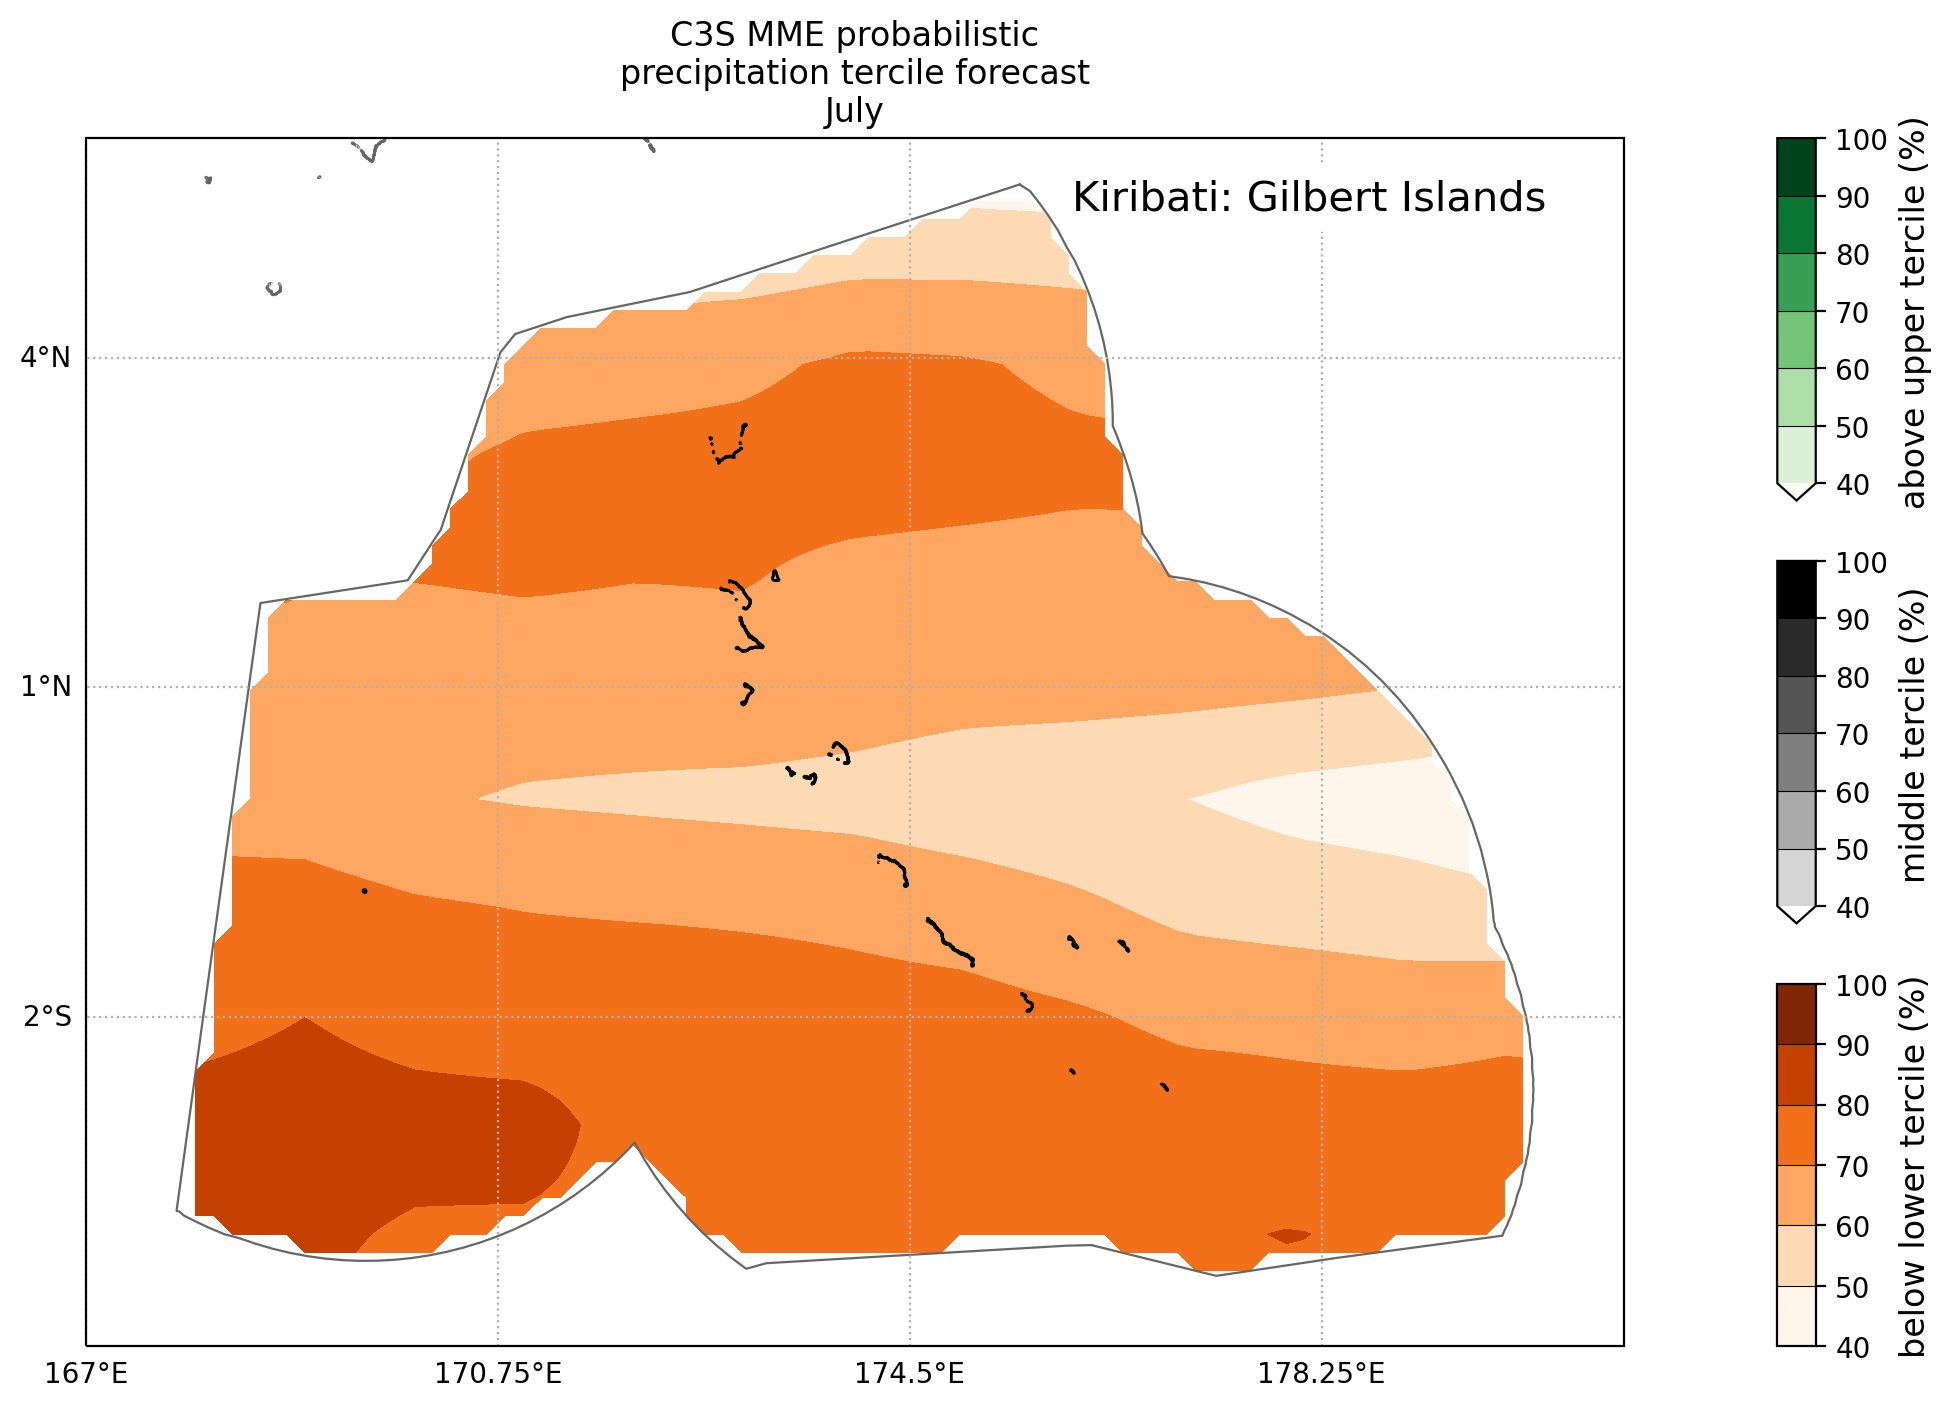 C3S MME probabilistic
precipitation tercile forecast
July
Kiribati: Gilbert Islands
4°N
1°N
2°S
167°E
170.75°E
174.5°E
178.25°E
100
90
80
70
60
50
40
above upper tercile (%)
100
90
80
70
60
50
40
middle tercile (%)
100
90
80
70
60
50
40
below lower tercile (%)